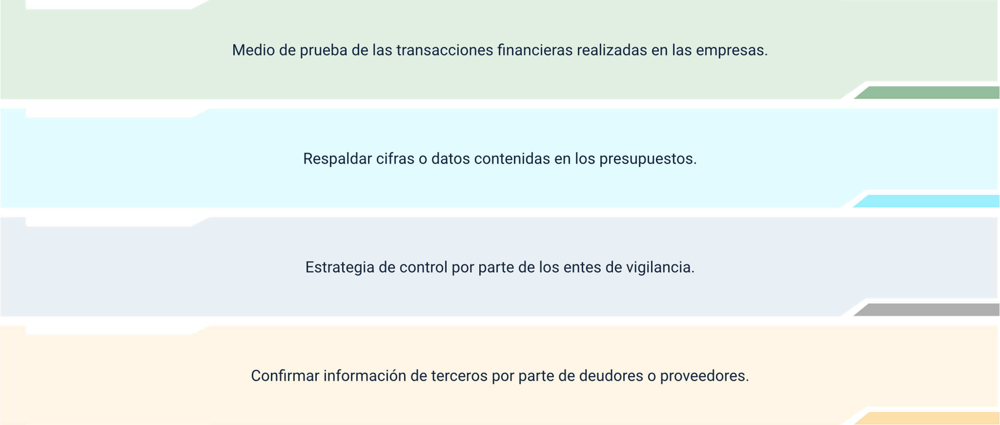 Medio de prueba de las transacciones financieras realizadas en las empresas.
Respaldar cifras o datos contenidas en los presupuestos.
Estrategia de control por parte de los entes de vigilancia.
Confirmar información de terceros por parte de deudores o proveedores.